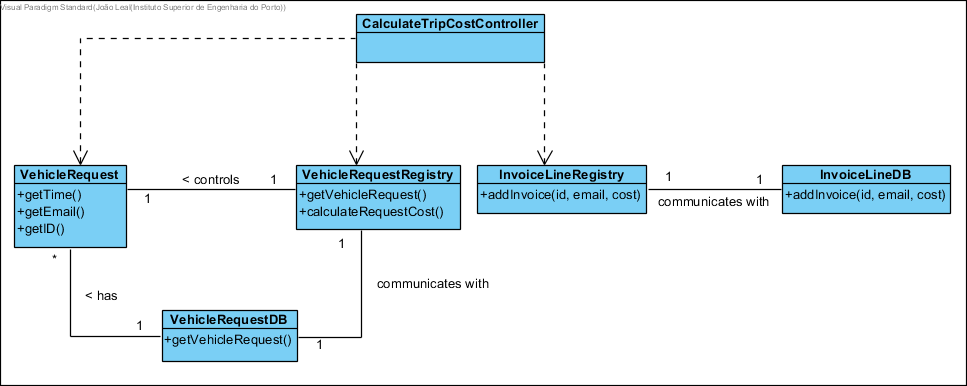 Visual Paradigm Standard(João Leal(Instituto Superior de Engenharia do Porto))
CalculateTripCostController
VehicleRequest
+getTime()
+getEmail()
+getID()
< controls
1
1
VehicleRequestRegistry
+getVehicleRequest()
+calculateRequestCost()
InvoiceLineRegistry
+addInvoice(id, email, cost)
1
1
communicates with
InvoiceLineDB
+addInvoice(id, email, cost)
*
< has
1
VehicleRequestDB
+getVehicleRequest()
1
communicates with
1